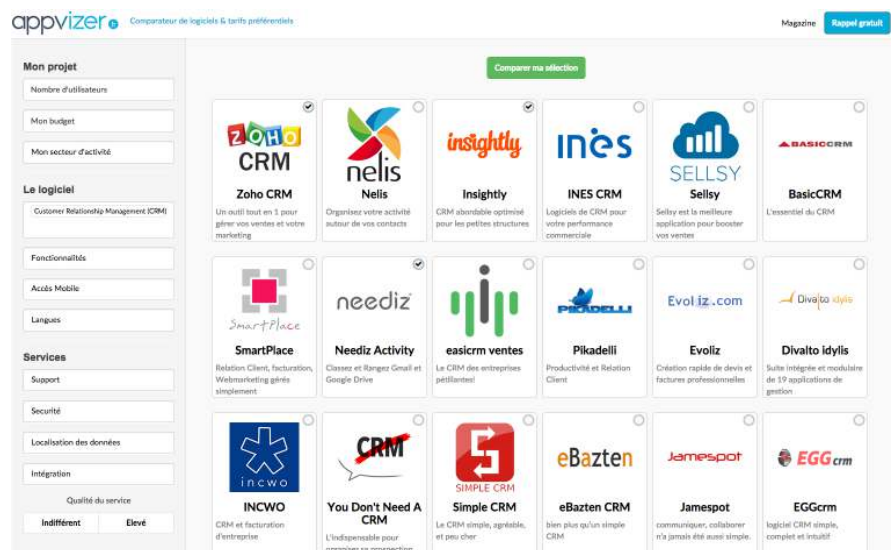 appvizer
Comparateur de logiciels & tarifs préférentiels
Magazine
Rappel gratuit
Mon projet
Nombre d'utilisateurs
Mon budget
Mon secteur d'activité
Le logiciel
Customer Relationship Management (CRM)
Fonctionnalités
Accès Mobile
Langues
Services
Support
Securité
Localisation des données
Intégration
Qualité du service
Indifférent
Elevé
Comparer ma sélection
ZOHO
CRM
Zoho CRM
Un outil tout en 1 pour
gérer vos ventes et votre
marketing
nelis
Nelis
Organisez votre activité
autour de vos contacts
insightly
Insightly
CRM abordable optimisé
pour les petites structures
INES
INES CRM
Logiciels de CRM pour
votre performance
commerciale
SELLSY
Sellsy
Sellsy est la meilleure
application pour booster
vos ventes
BASICCRM
BasicCRM
L'essentiel du CRM
SmartPlace
SmartPlace
Relation Client, facturation,
Webmarketing gérés
simplement
neediz
Neediz Activity
Classez et Rangez Gmail et
Google Drive
easicrm ventes
Le CRM des entreprises
pétillantes!
PIKADELLI
Pikadelli
Productivité et Relation
Client
Evoliz.com
Evoliz
Création rapide de devis et
factures professionnelles
Divalto idylis
Divalto idylis
Suite intégrée et modulaire
de 19 applications de
gestion
incwo
INCWO
CRM et facturation
d'entreprise
CRM
You Don't Need A
CRM
L'indispensable pour
organiser sa prospection
SIMPLE CRM
Simple CRM
Le CRM simple, agréable,
et peu cher
eBazten
eBazten CRM
bien plus qu'un simple
CRM
Jamespot
Jamespot
communiquer, collaborer
n'a jamais été aussi simple.
EGG crm
EGGcrm
logiciel CRM simple,
complet et intuitif